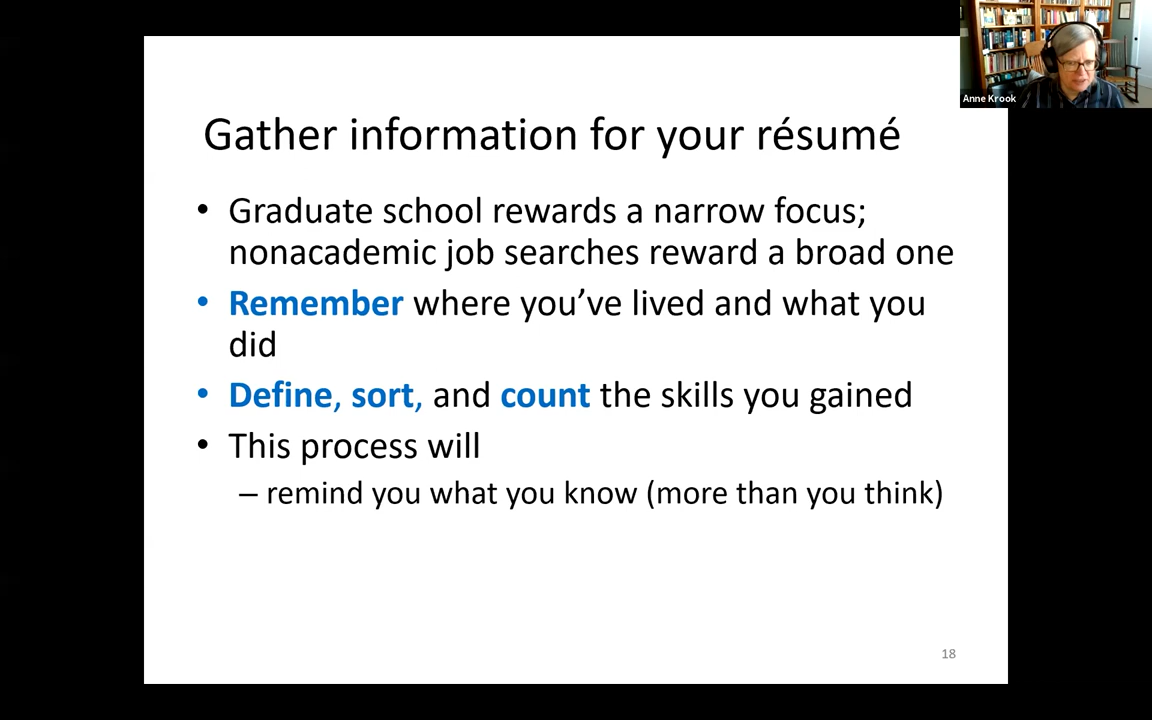 Anne Krook
Gather information for your résumé
• Graduate school rewards a narrow focus;
nonacademic job searches reward a broad one
• Remember where you’ve lived and what you
did
• Define, sort, and count the skills you gained
• This process will
– remind you what you know (more than you think)
18